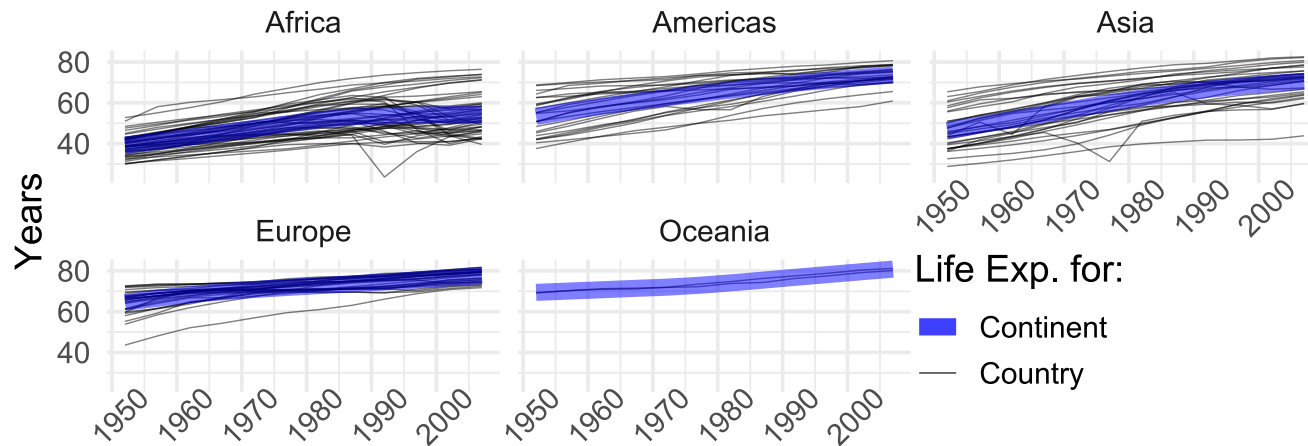 Africa
Americas
Asia
80
60
40
1950 1960 1970 1980 1990 2000
Years
Europe
Oceania
80
60
40
1950 1960 1970 1980 1990 2000
1950 1960 1970 1980 1990 2000
Life Exp. for:
Continent
Country